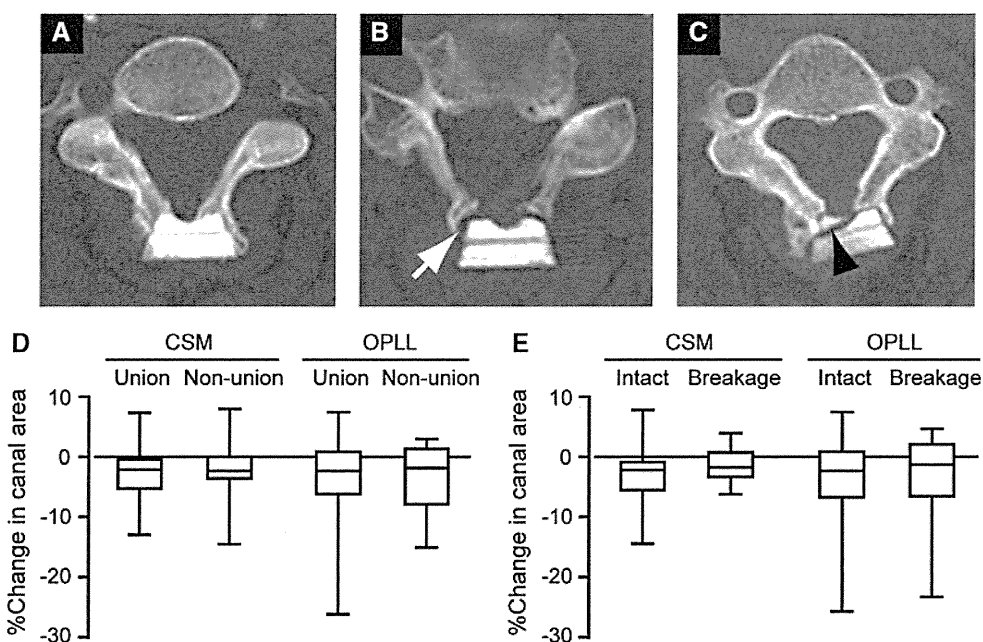 A B C
D CSM OPLL
Union Non-union Union Non-union
%Change in canal area
10
0
-10
-20
-30
E CSM OPLL
Intact Breakage Intact Breakage
%Change in canal area
10
0
-10
-20
-30